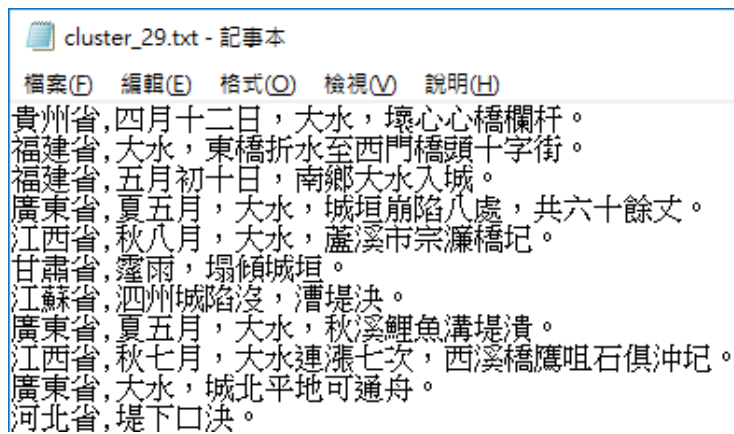 cluster_29.txt - 記事本
檔案(F) 編輯(E) 格式(O) 檢視(V) 說明(H)
貴州省,四月十二日，大水，壞心心橋欄杆。
福建省,大水，東橋折水至西門橋頭十字街。
福建省,五月初十日，南鄉大水入城。
廣東省,夏五月，大水，城垣崩陷八處，共六十餘丈。
江西省,秋八月，大水，蘆溪市宗濂橋圮。
甘肅省,霪雨，塌傾城垣。
江蘇省,泗州城陷沒，漕堤決。
廣東省,夏五月，大水，秋溪鯉魚溝堤潰。
江西省,秋七月，大水連漲七次，西溪橋鷹咀石俱沖圮。
廣東省,大水，城北平地可通舟。
河北省,堤下口決。